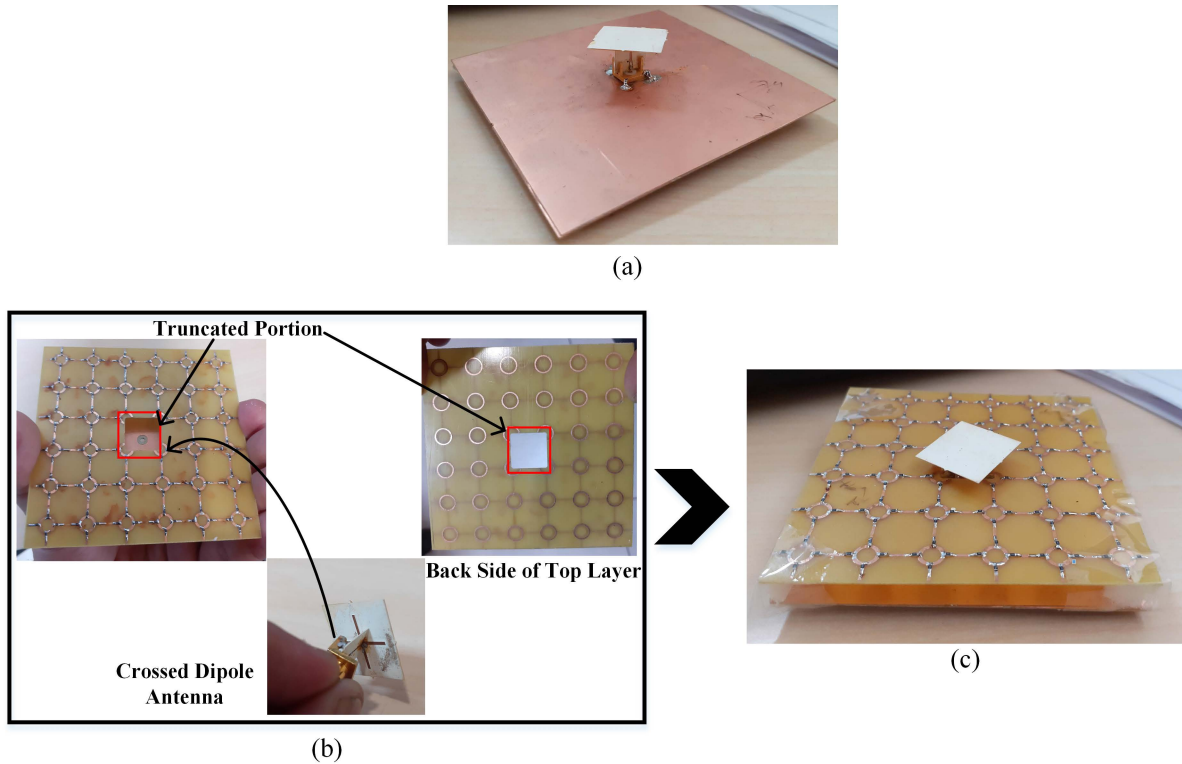 (a)
Truncated Portion
Back Side of Top Layer
Crossed Dipole
Antenna
(b)
(c)